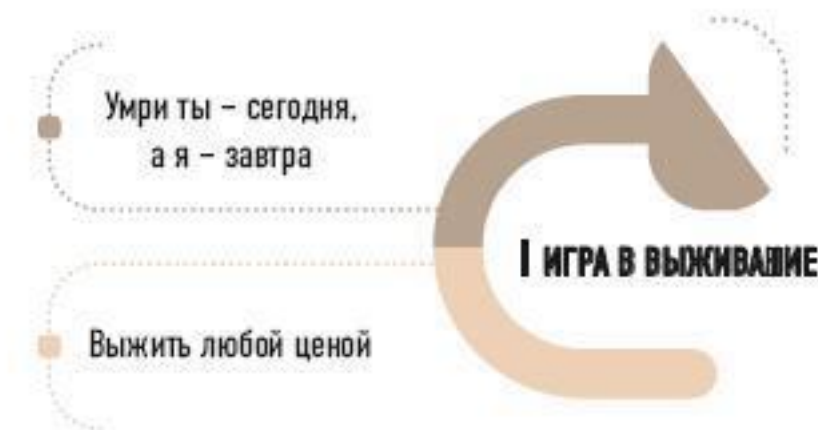 Умри ты – сегодня,
а я – завтра
I ИГРА В ВЫЖИВАНИЕ
Выжить любой ценой